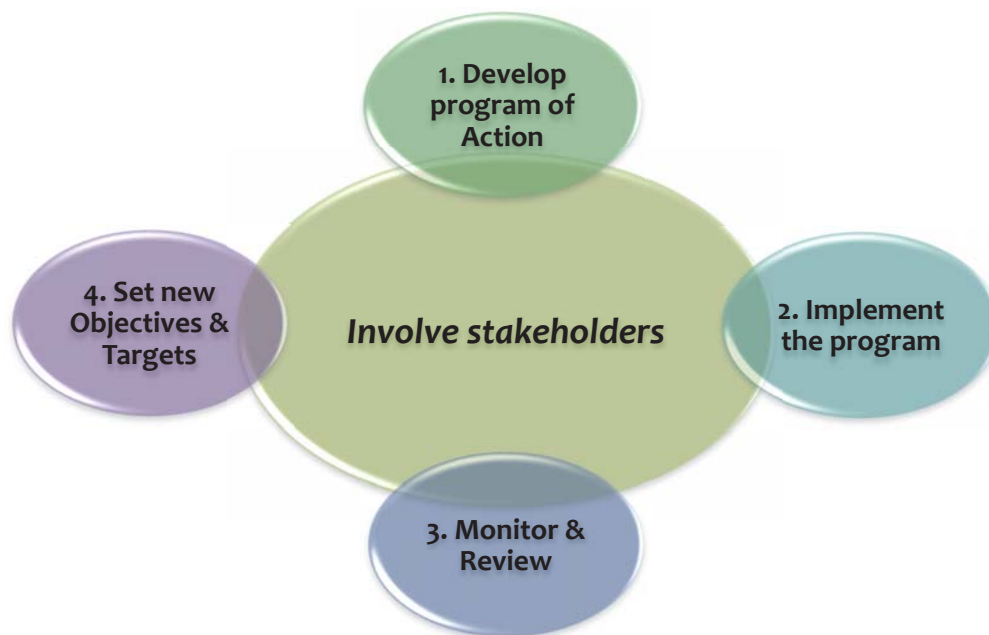 1. Develop
program of
Action
2. Implement
the program
3. Monitor &
Review
4. Set new
Objectives &
Targets
Involve stakeholders